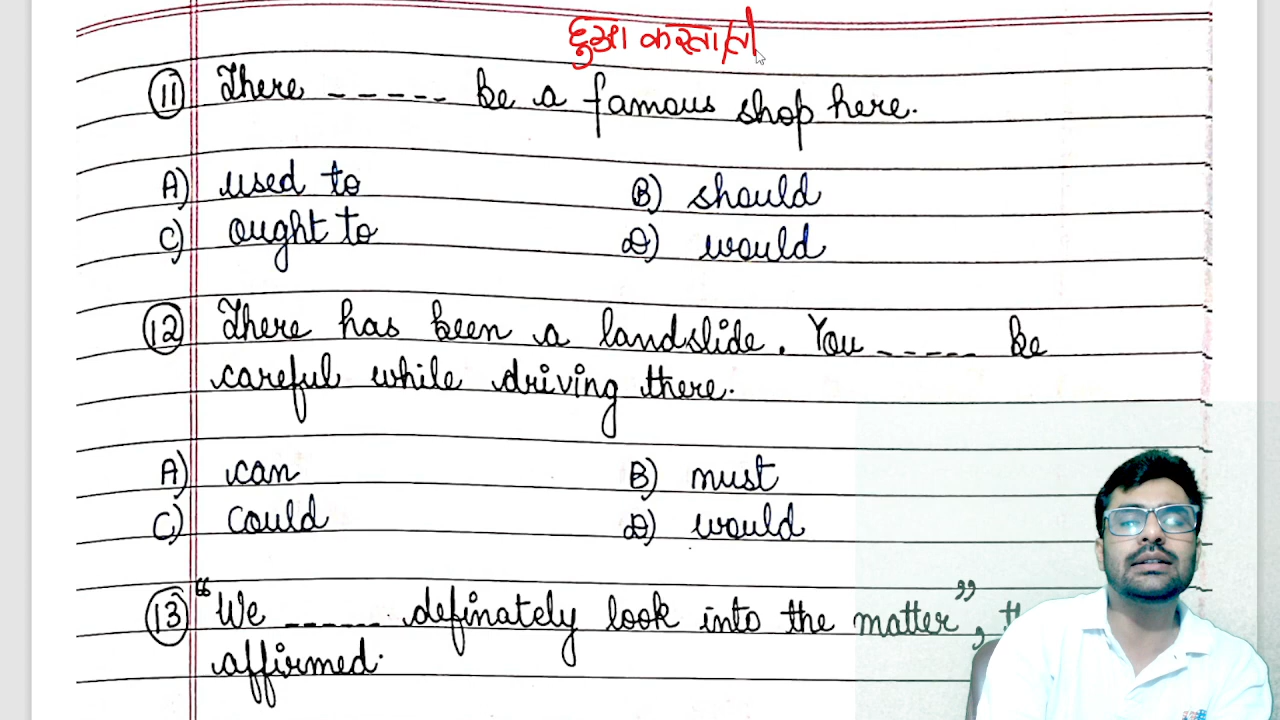 हुआ करता/ती
11 There ----- be a famous shop here.
A) used to B) should
C) ought to D) would
12 There has been a landslide. You ----- be
careful while driving there.
A) can B) must
C) could D) would
13 "We ------ definately look into the matter",
affirmed.